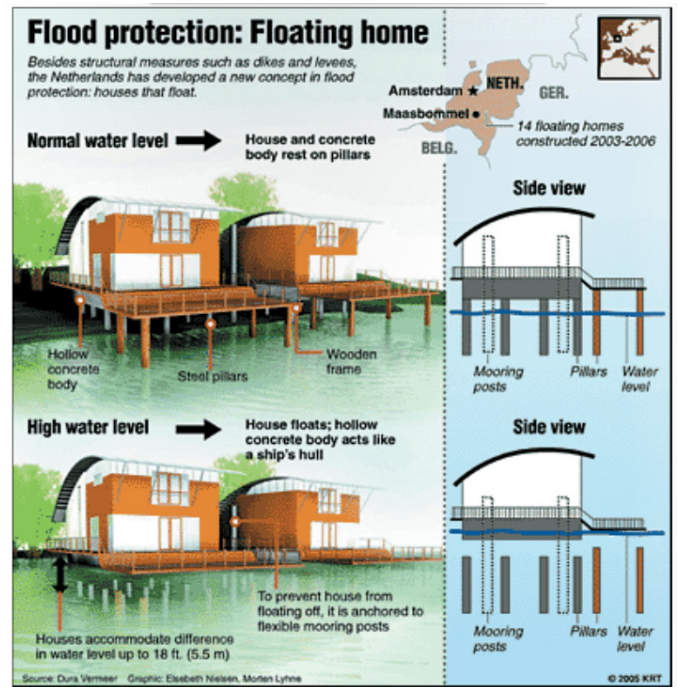 Flood protection: Floating home
Besides structural measures such as dikes and levees,
the Netherlands has developed a new concept in flood
protection: houses that float.
Amsterdam
NETH.
GER.
Maasbommel
BELG.
14 floating homes
constructed 2003-2006
Normal water level
House and concrete
body rest on pillars
Side view
Hollow
concrete
body
Steel pillars
Wooden
frame
Mooring
posts
Pillars
Water
level
High water level
House floats; hollow
concrete body acts like
a ship's hull
Side view
To prevent house from
floating off, it is anchored to
flexible mooring posts
Houses accommodate difference
in water level up to 18 ft. (5.5 m)
Mooring
posts
Pillars
Water
level
Source: Dura Vermeer Graphic: Elsebeth Nielsen, Morten Lyhne
© 2005 KRT